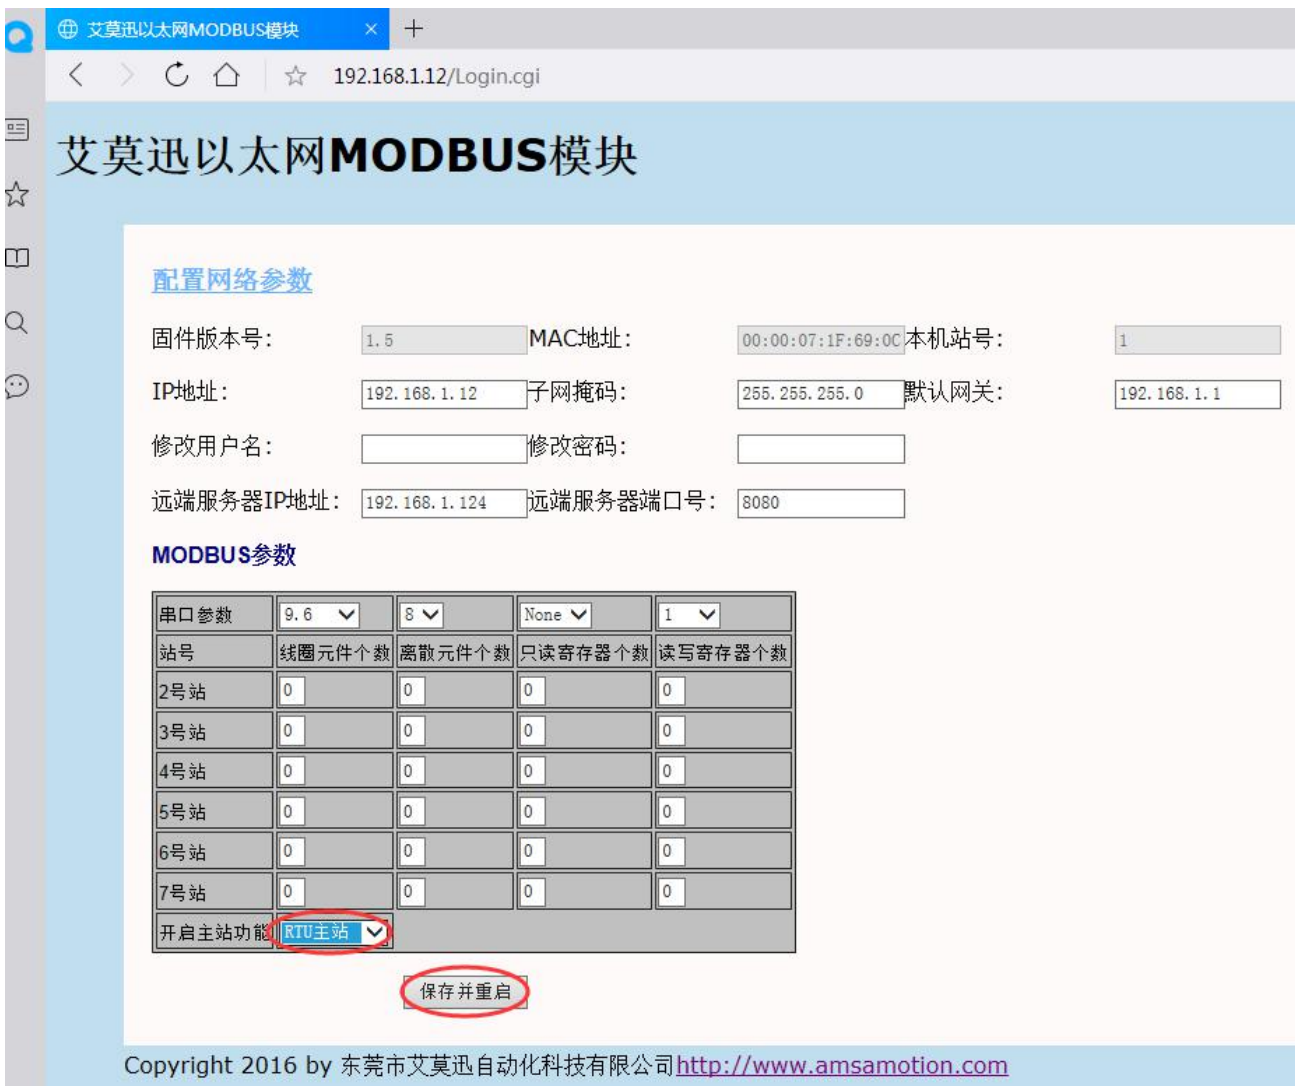 艾莫迅以太网MODBUS模块
192.168.1.12/Login.cgi
艾莫迅以太网MODBUS模块
配置网络参数
固件版本号: 1.5 MAC地址: 00:00:07:1F:69:0C 本机站号: 1
IP地址: 192.168.1.12 子网掩码: 255.255.255.0 默认网关: 192.168.1.1
修改用户名: 修改密码:
远端服务器IP地址: 192.168.1.124 远端服务器端口号: 8080
MODBUS参数
串口参数 9.6 8 None 1
站号 线圈元件个数 离散元件个数 只读寄存器个数 读写寄存器个数
2号站 0 0 0 0
3号站 0 0 0 0
4号站 0 0 0 0
5号站 0 0 0 0
6号站 0 0 0 0
7号站 0 0 0 0
开启主站功能 RTU主站
保存并重启
Copyright 2016 by 东莞市艾莫迅自动化科技有限公司http://www.amsamotion.com